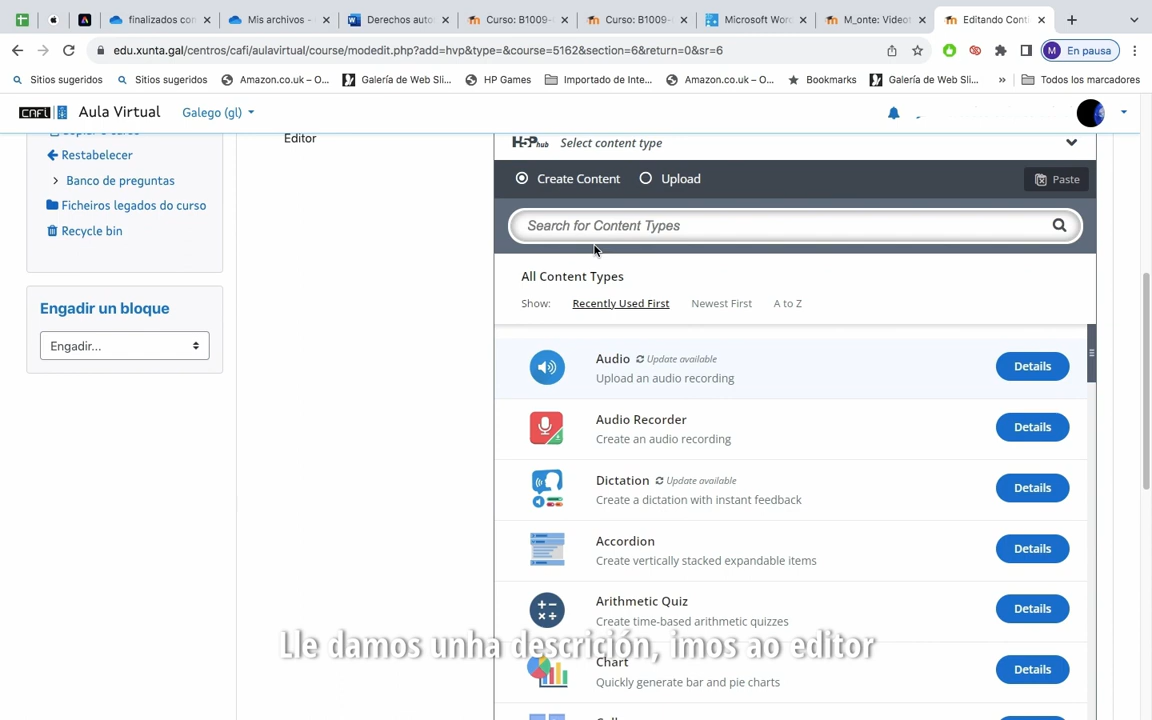 finalizados con
Mis archivos -
Derechos auto
Curso: B1009-
Curso: B1009-
Microsoft Wor
M_onte: Videos
Editando Conti
edu.xunta.gal/centros/cafi/aulavirtual/course/modedit.php?add=hvp&type=&course=5162&section=6&return=0&sr=6
M
En pausa
Sitios sugeridos
Sitios sugeridos
Amazon.co.uk – O...
Galería de Web Sli...
HP Games
Importado de Inte...
Amazon.co.uk – O...
Bookmarks
Galería de Web Sli...
»
Todos los marcadores
CAFI
Aula Virtual
Galego (gl)
Restabelecer
Banco de preguntas
Ficheiros legados do curso
Recycle bin
Engadir un bloque
Engadir...
Editor
H5P hub
Select content type
Create Content
Upload
Paste
Search for Content Types
All Content Types
Show:
Recently Used First
Newest First
A to Z
Audio
Update available
Upload an audio recording
Details
Audio Recorder
Create an audio recording
Details
Dictation
Update available
Create a dictation with instant feedback
Details
Accordion
Create vertically stacked expandable items
Details
Arithmetic Quiz
Create time-based arithmetic quizzes
Details
Chart
Quickly generate bar and pie charts
Details
Lle damos unha descrición, imos ao editor